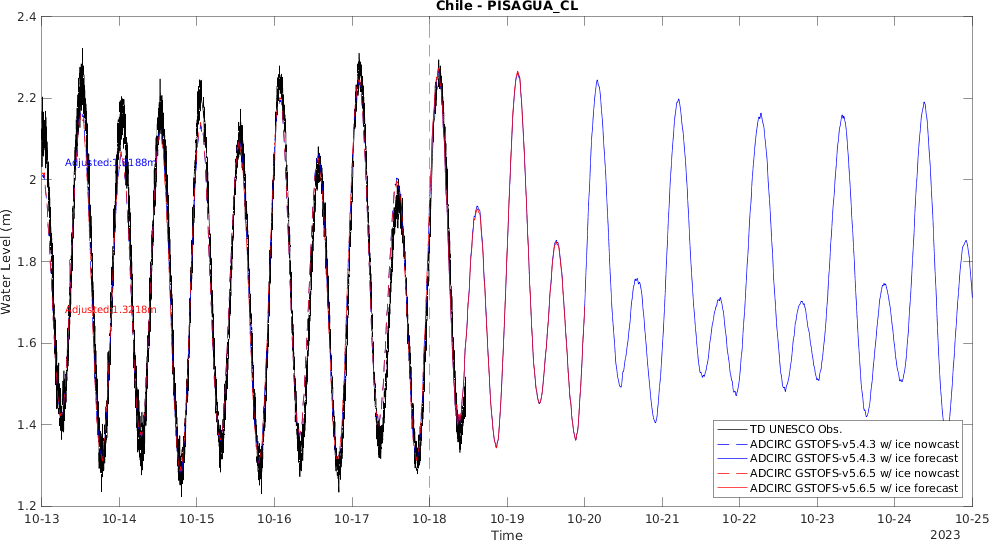 Chile - PISAGUA_CL
2.4
2.2
2
1.8
1.6
1.4
1.2
Water Level (m)
Adjusted:1.3218m
10-13 10-14 10-15 10-16 10-17 10-18 10-19 10-20 10-21 10-22 10-23 10-24 10-25
Time
2023
TD UNESCO Obs.
ADCIRC GSTOFS-v5.4.3 w/ ice nowcast
ADCIRC GSTOFS-v5.4.3 w/ ice forecast
ADCIRC GSTOFS-v5.6.5 w/ ice nowcast
ADCIRC GSTOFS-v5.6.5 w/ ice forecast